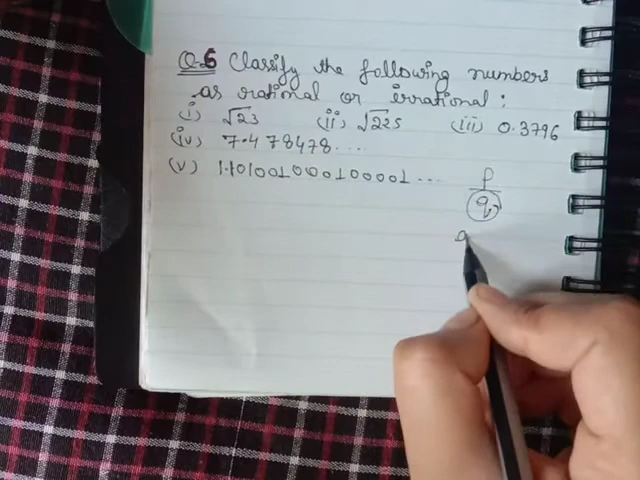 Q.6 Classify the following numbers
as rational or irrational :
(i) √23 (ii) √225 (iii) 0.3796
(iv) 7.478478....
(v) 1.101001000100001 ...
p
q